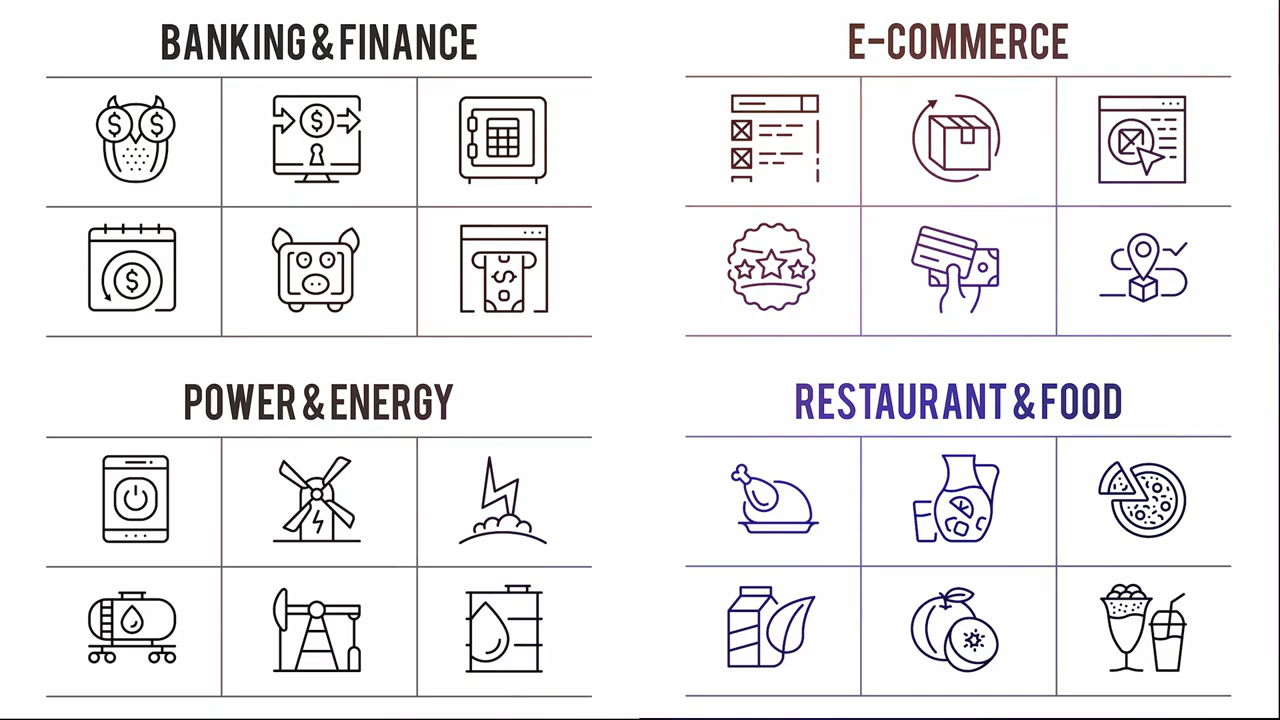 BANKING & FINANCE
E-COMMERCE
$ $
$
$
$
POWER & ENERGY
RESTAURANT & FOOD